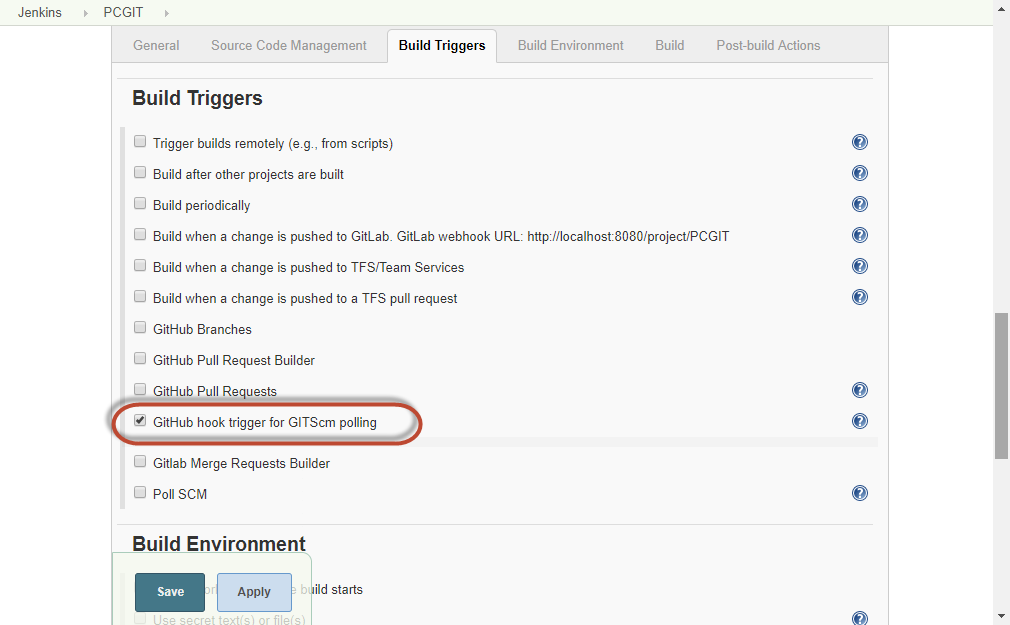 Jenkins PCGIT
General Source Code Management Build Triggers Build Environment Build Post-build Actions
Build Triggers
Trigger builds remotely (e.g., from scripts)
Build after other projects are built
Build periodically
Build when a change is pushed to GitLab. GitLab webhook URL: http://localhost:8080/project/PCGIT
Build when a change is pushed to TFS/Team Services
Build when a change is pushed to a TFS pull request
GitHub Branches
GitHub Pull Request Builder
GitHub Pull Requests
GitHub hook trigger for GITScm polling
Gitlab Merge Requests Builder
Poll SCM
Build Environment
build starts
Save Apply
Use secret text(s) or file(s)